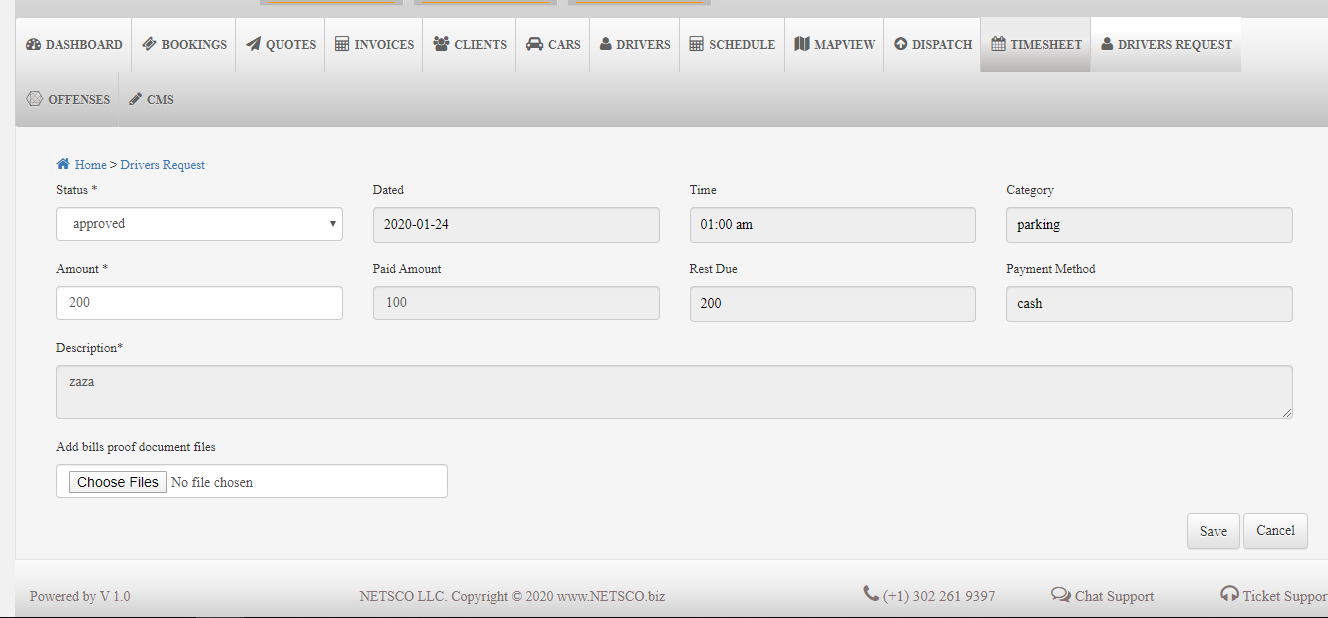 DASHBOARD BOOKINGS QUOTES INVOICES CLIENTS CARS DRIVERS SCHEDULE MAPVIEW DISPATCH TIMESHEET DRIVERS REQUEST
OFFENSES CMS
Home > Drivers Request
Status * Dated Time Category
approved 2020-01-24 01:00 am parking
Amount * Paid Amount Rest Due Payment Method
200 100 200 cash
Description*
zaza
Add bills proof document files
Choose Files No file chosen
Save Cancel
Powered by V 1.0 NETSCO LLC. Copyright © 2020 www.NETSCO.biz (+1) 302 261 9397 Chat Support Ticket Suppor